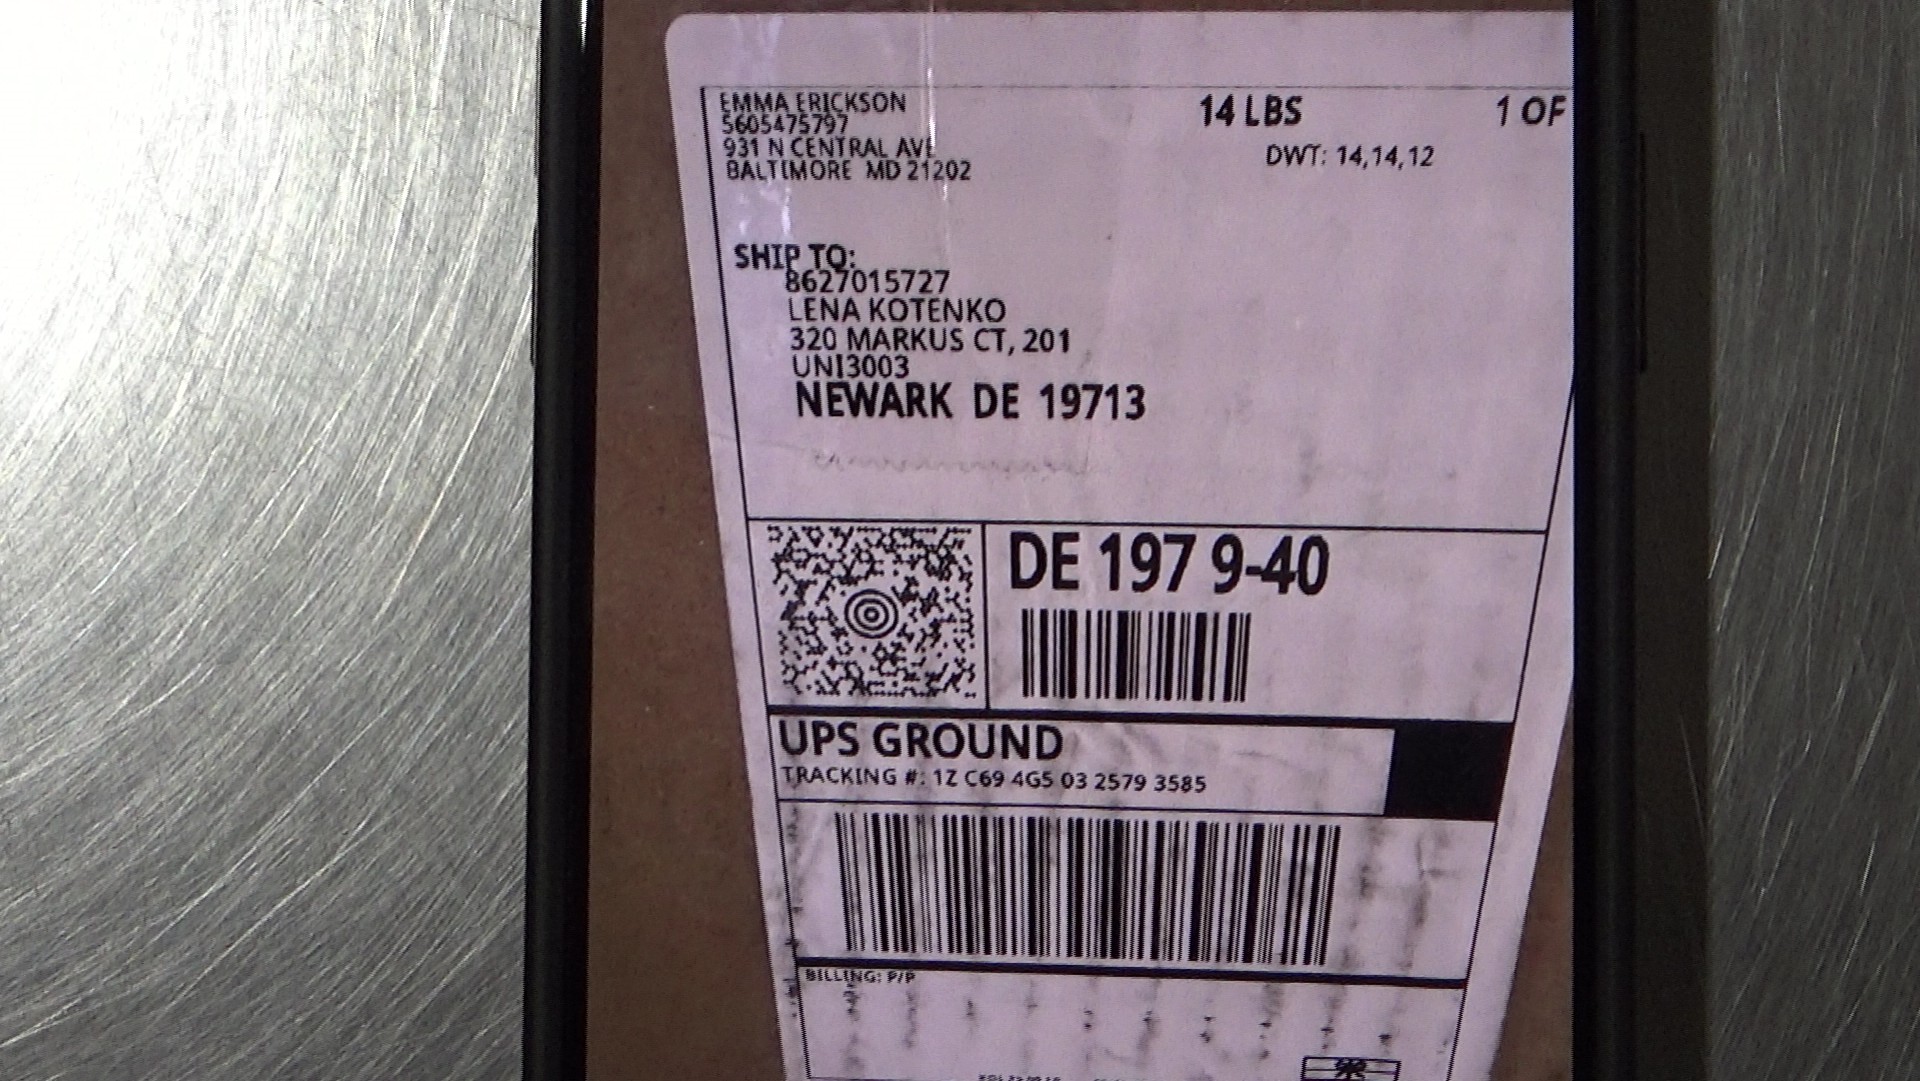 EMMA ERICKSON
5605475797
931 N CENTRAL AVE
BALTIMORE MD 21202
14 LBS
1 OF
DWT: 14,14,12
SHIP TO:
8627015727
LENA KOTENKO
320 MARKUS CT, 201
UNI3003
NEWARK DE 19713
DE 197 9-40
UPS GROUND
TRACKING #: 1Z C69 4G5 03 2579 3585
BILLING: P/P